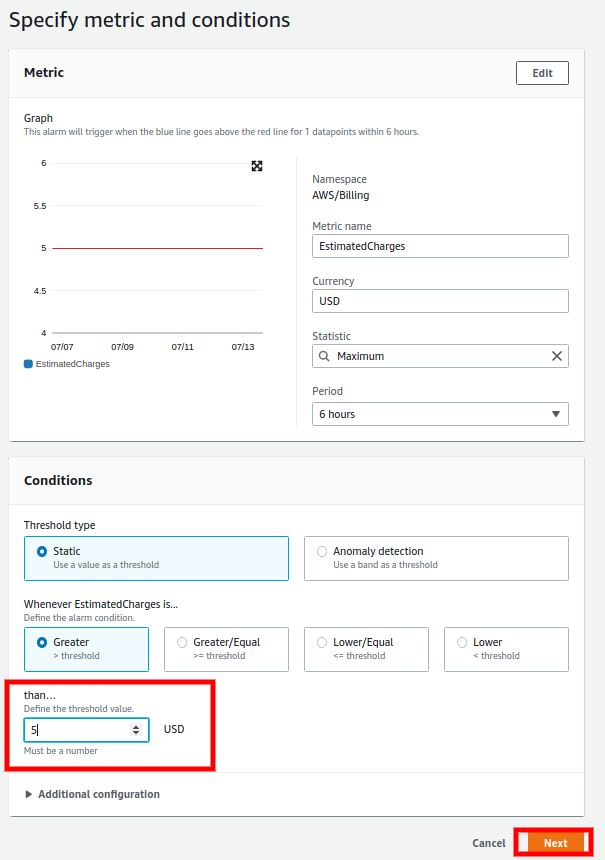 Specify metric and conditions
Metric
Edit
Graph
This alarm will trigger when the blue line goes above the red line for 1 datapoints within 6 hours.
6
5.5
5
4.5
4
07/07 07/09 07/11 07/13
EstimatedCharges
Namespace
AWS/Billing
Metric name
EstimatedCharges
Currency
USD
Statistic
Maximum
Period
6 hours
Conditions
Threshold type
Static
Use a value as a threshold
Anomaly detection
Use a band as a threshold
Whenever EstimatedCharges is...
Define the alarm condition.
Greater
> threshold
Greater/Equal
>= threshold
Lower/Equal
<= threshold
Lower
< threshold
than...
Define the threshold value.
5 USD
Must be a number
Additional configuration
Cancel Next